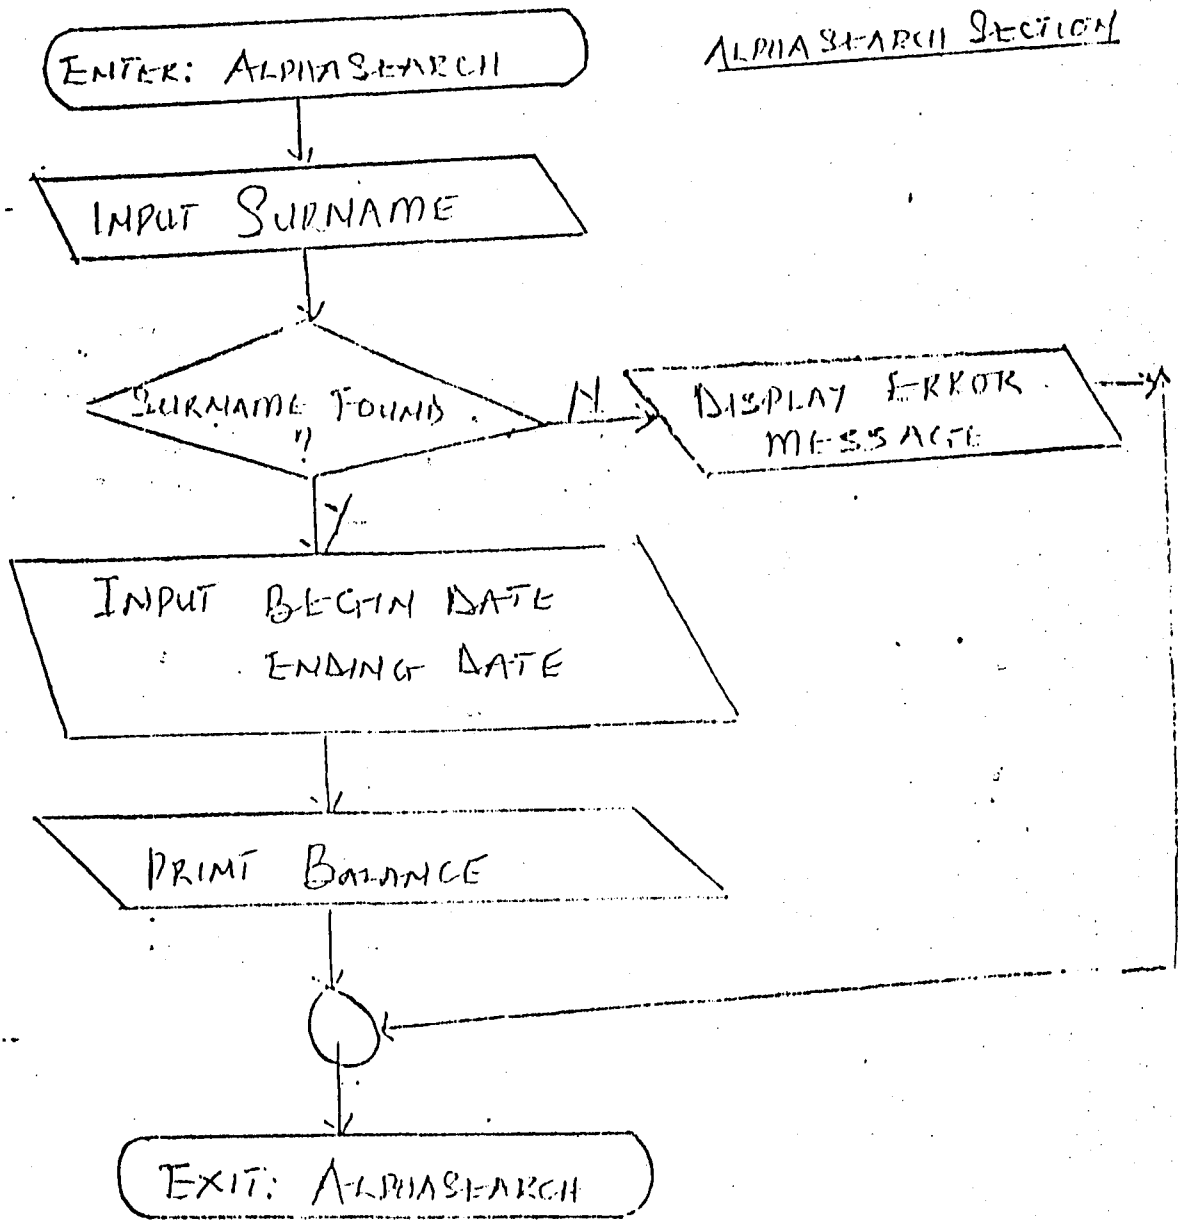 ALPHASEARCH SECTION
ENTER: ALPHASEARCH
INPUT SURNAME
SURNAME FOUND
?
N
DISPLAY ERROR
MESSAGE
Y
INPUT BEGIN DATE
ENDING DATE
PRINT BALANCE
EXIT: ALPHASEARCH